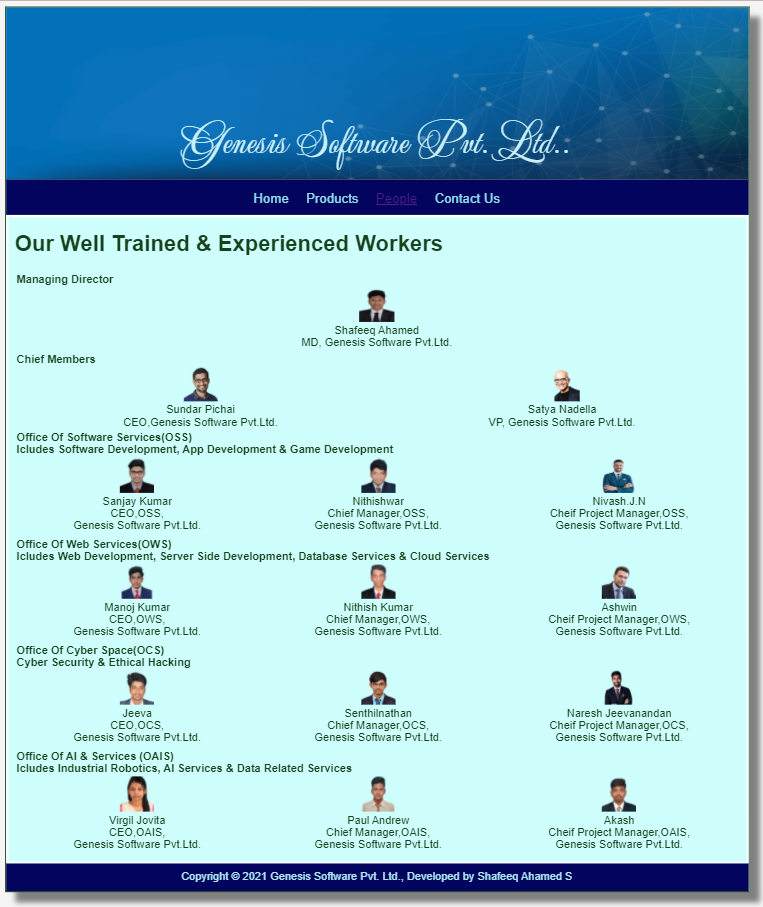 Genesis Software Pvt. Ltd..
Home Products People Contact Us
Our Well Trained & Experienced Workers
Managing Director
Shafeeq Ahamed
MD, Genesis Software Pvt.Ltd.
Chief Members
Sundar Pichai
CEO,Genesis Software Pvt.Ltd.
Satya Nadella
VP, Genesis Software Pvt.Ltd.
Office Of Software Services(OSS)
Icludes Software Development, App Development & Game Development
Sanjay Kumar
CEO,OSS,
Genesis Software Pvt.Ltd.
Nithishwar
Chief Manager,OSS,
Genesis Software Pvt.Ltd.
Nivash.J.N
Cheif Project Manager,OSS,
Genesis Software Pvt.Ltd.
Office Of Web Services(OWS)
Icludes Web Development, Server Side Development, Database Services & Cloud Services
Manoj Kumar
CEO,OWS,
Genesis Software Pvt.Ltd.
Nithish Kumar
Chief Manager,OWS,
Genesis Software Pvt.Ltd.
Ashwin
Cheif Project Manager,OWS,
Genesis Software Pvt.Ltd.
Office Of Cyber Space(OCS)
Cyber Security & Ethical Hacking
Jeeva
CEO,OCS,
Genesis Software Pvt.Ltd.
Senthilnathan
Chief Manager,OCS,
Genesis Software Pvt.Ltd.
Naresh Jeevanandan
Cheif Project Manager,OCS,
Genesis Software Pvt.Ltd.
Office Of AI & Services (OAIS)
Icludes Industrial Robotics, AI Services & Data Related Services
Virgil Jovita
CEO,OAIS,
Genesis Software Pvt.Ltd.
Paul Andrew
Chief Manager,OAIS,
Genesis Software Pvt.Ltd.
Akash
Cheif Project Manager,OAIS,
Genesis Software Pvt.Ltd.
Copyright © 2021 Genesis Software Pvt. Ltd., Developed by Shafeeq Ahamed S